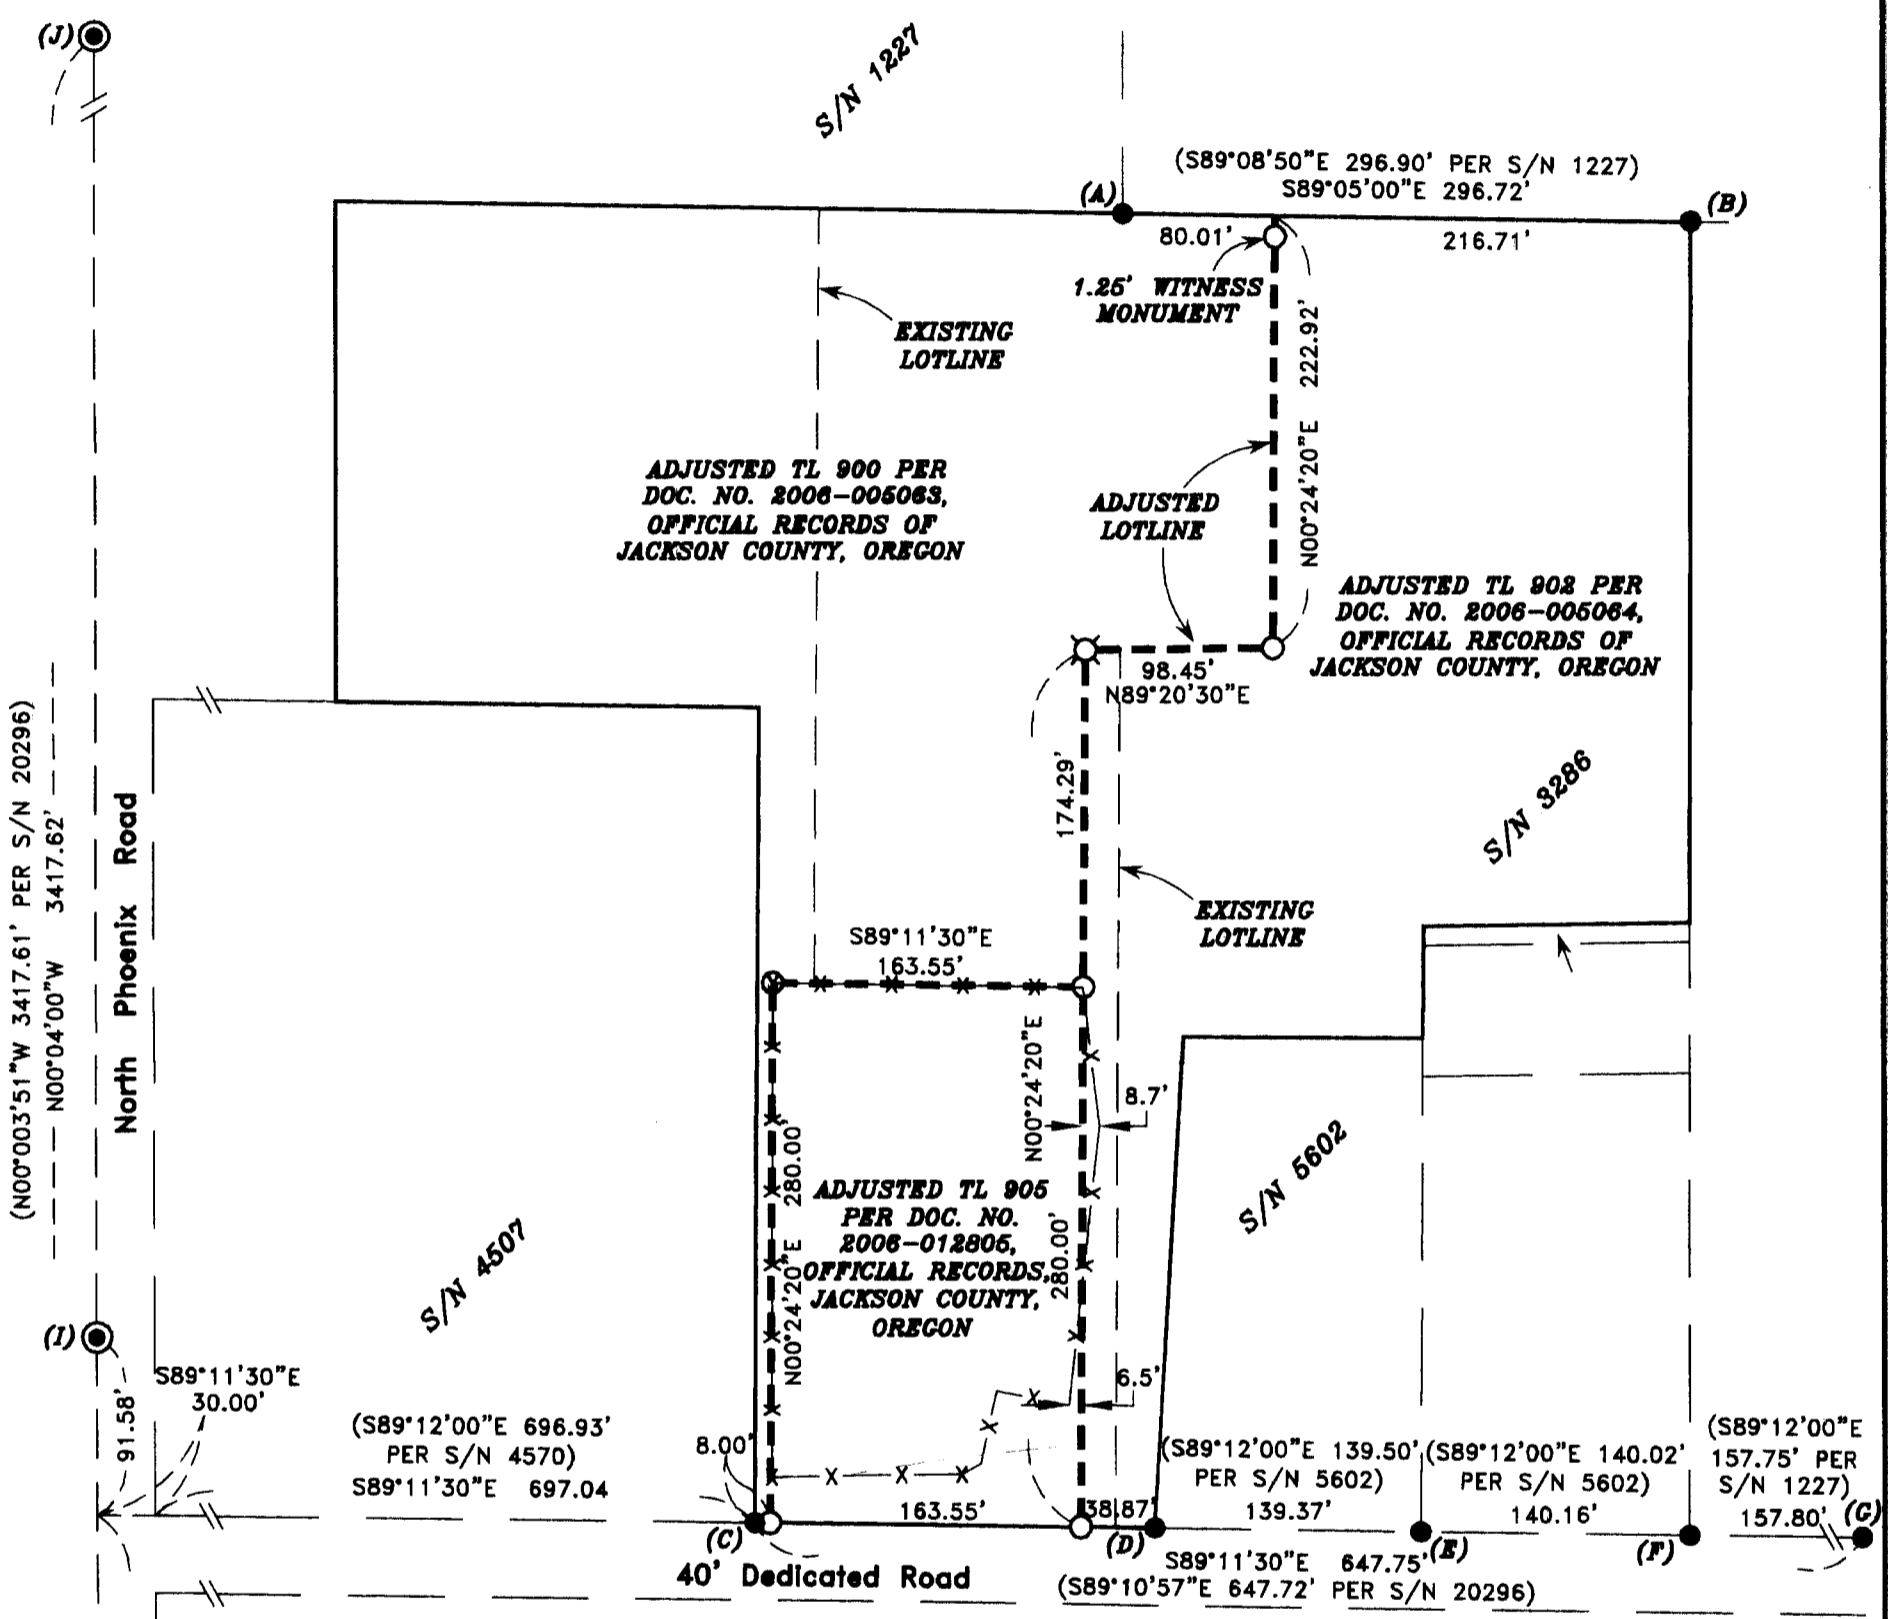 (J)
S/N 1227
(S89°08'50"E 296.90' PER S/N 1227)
S89°05'00"E 296.72'
(A)
(B)
80.01'
216.71'
1.25' WITNESS
MONUMENT
EXISTING
LOTLINE
N00°24'20"E 222.92'
ADJUSTED TL 900 PER
DOC. NO. 2006-005063,
OFFICIAL RECORDS OF
JACKSON COUNTY, OREGON
ADJUSTED
LOTLINE
ADJUSTED TL 902 PER
DOC. NO. 2006-005064,
OFFICIAL RECORDS OF
JACKSON COUNTY, OREGON
98.45'
N89°20'30"E
174.29'
(N00°003'51"W 3417.61' PER S/N 20296)
N00°04'00"W 3417.62'
North Phoenix Road
S/N 3286
EXISTING
LOTLINE
S89°11'30"E
163.55'
N00°24'20"E
280.00'
8.7'
N00°24'20"E 280.00'
ADJUSTED TL 905
PER DOC. NO.
2006-012805,
OFFICIAL RECORDS,
JACKSON COUNTY,
OREGON
S/N 5602
S/N 4507
(I)
91.58'
S89°11'30"E
30.00'
6.5'
(S89°12'00"E 696.93'
PER S/N 4570)
S89°11'30"E 697.04
8.00'
(S89°12'00"E 139.50'
PER S/N 5602)
139.37'
(S89°12'00"E 140.02'
PER S/N 5602)
140.16'
(S89°12'00"E
157.75' PER
S/N 1227)
157.80'
(G)
163.55'
38.87'
(C)
(D)
(E)
(F)
S89°11'30"E 647.75'
(S89°10'57"E 647.72' PER S/N 20296)
40' Dedicated Road